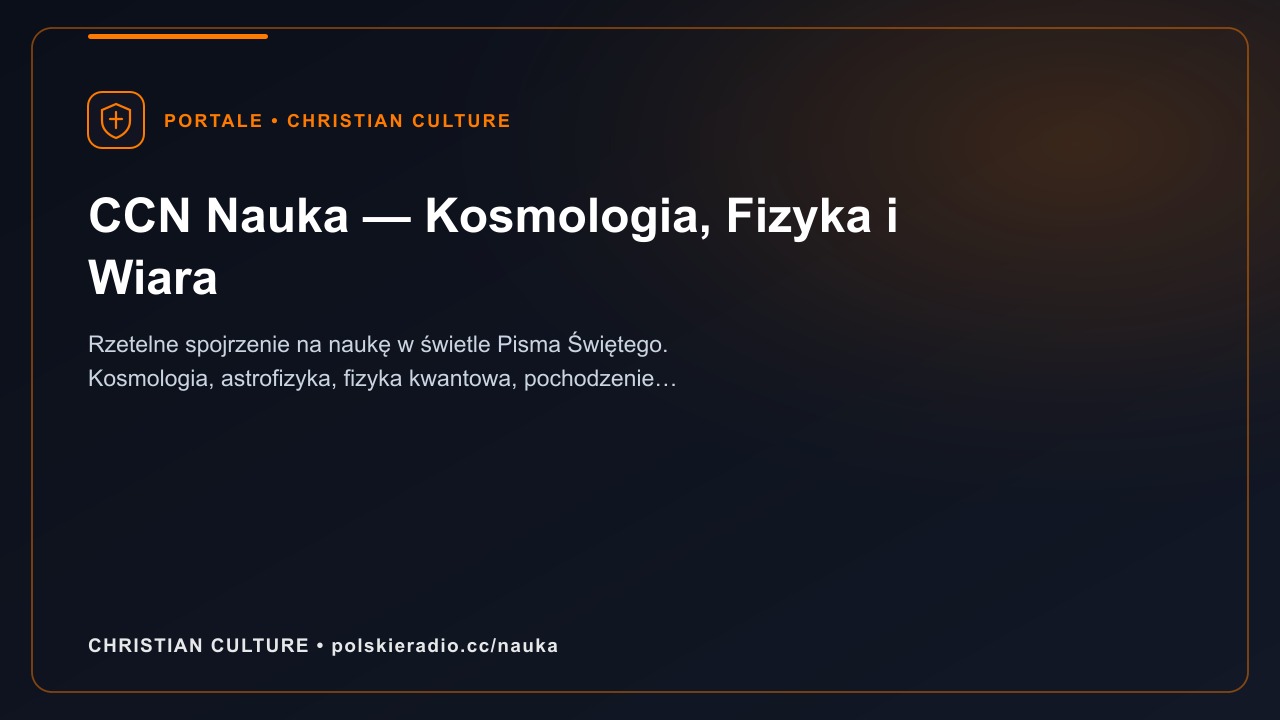 PORTALE • CHRISTIAN CULTURE
CCN Nauka — Kosmologia, Fizyka i
Wiara
Rzetelne spojrzenie na naukę w świetle Pisma Świętego.
Kosmologia, astrofizyka, fizyka kwantowa, pochodzenie…
CHRISTIAN CULTURE • polskieradio.cc/nauka